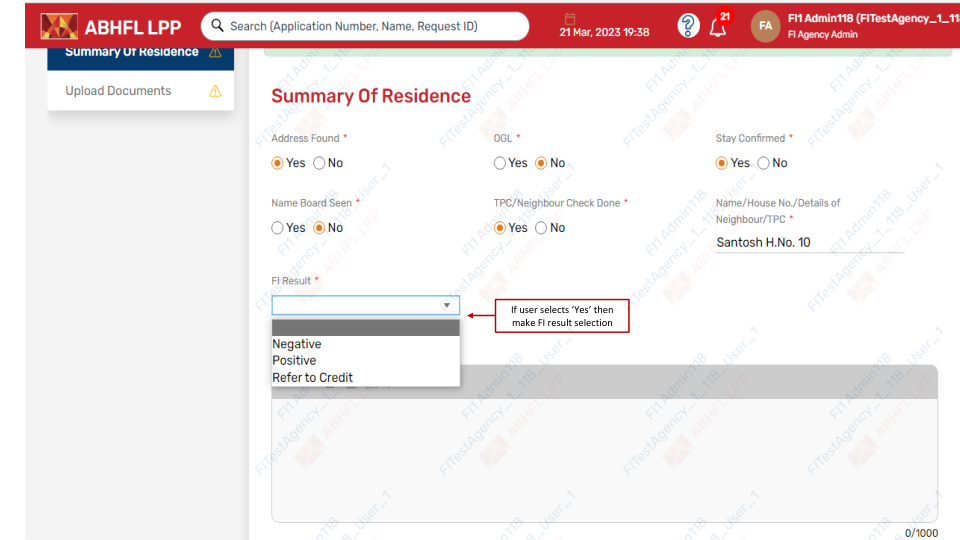 ABHFL LPP
Search (Application Number, Name, Request ID)
21 Mar, 2023 19:38
21
FA
FI1 Admin118 (FITestAgency_1_11
FI Agency Admin
Summary Of Residence
Upload Documents
Summary Of Residence
Address Found *
OGL *
Stay Confirmed *
Yes No
Yes No
Yes No
Name Board Seen *
TPC/Neighbour Check Done *
Name/House No./Details of
Neighbour/TPC *
Yes No
Yes No
Santosh H.No. 10
FI Result *
If user selects ‘Yes’ then
make FI result selection
Negative
Positive
Refer to Credit
0/1000